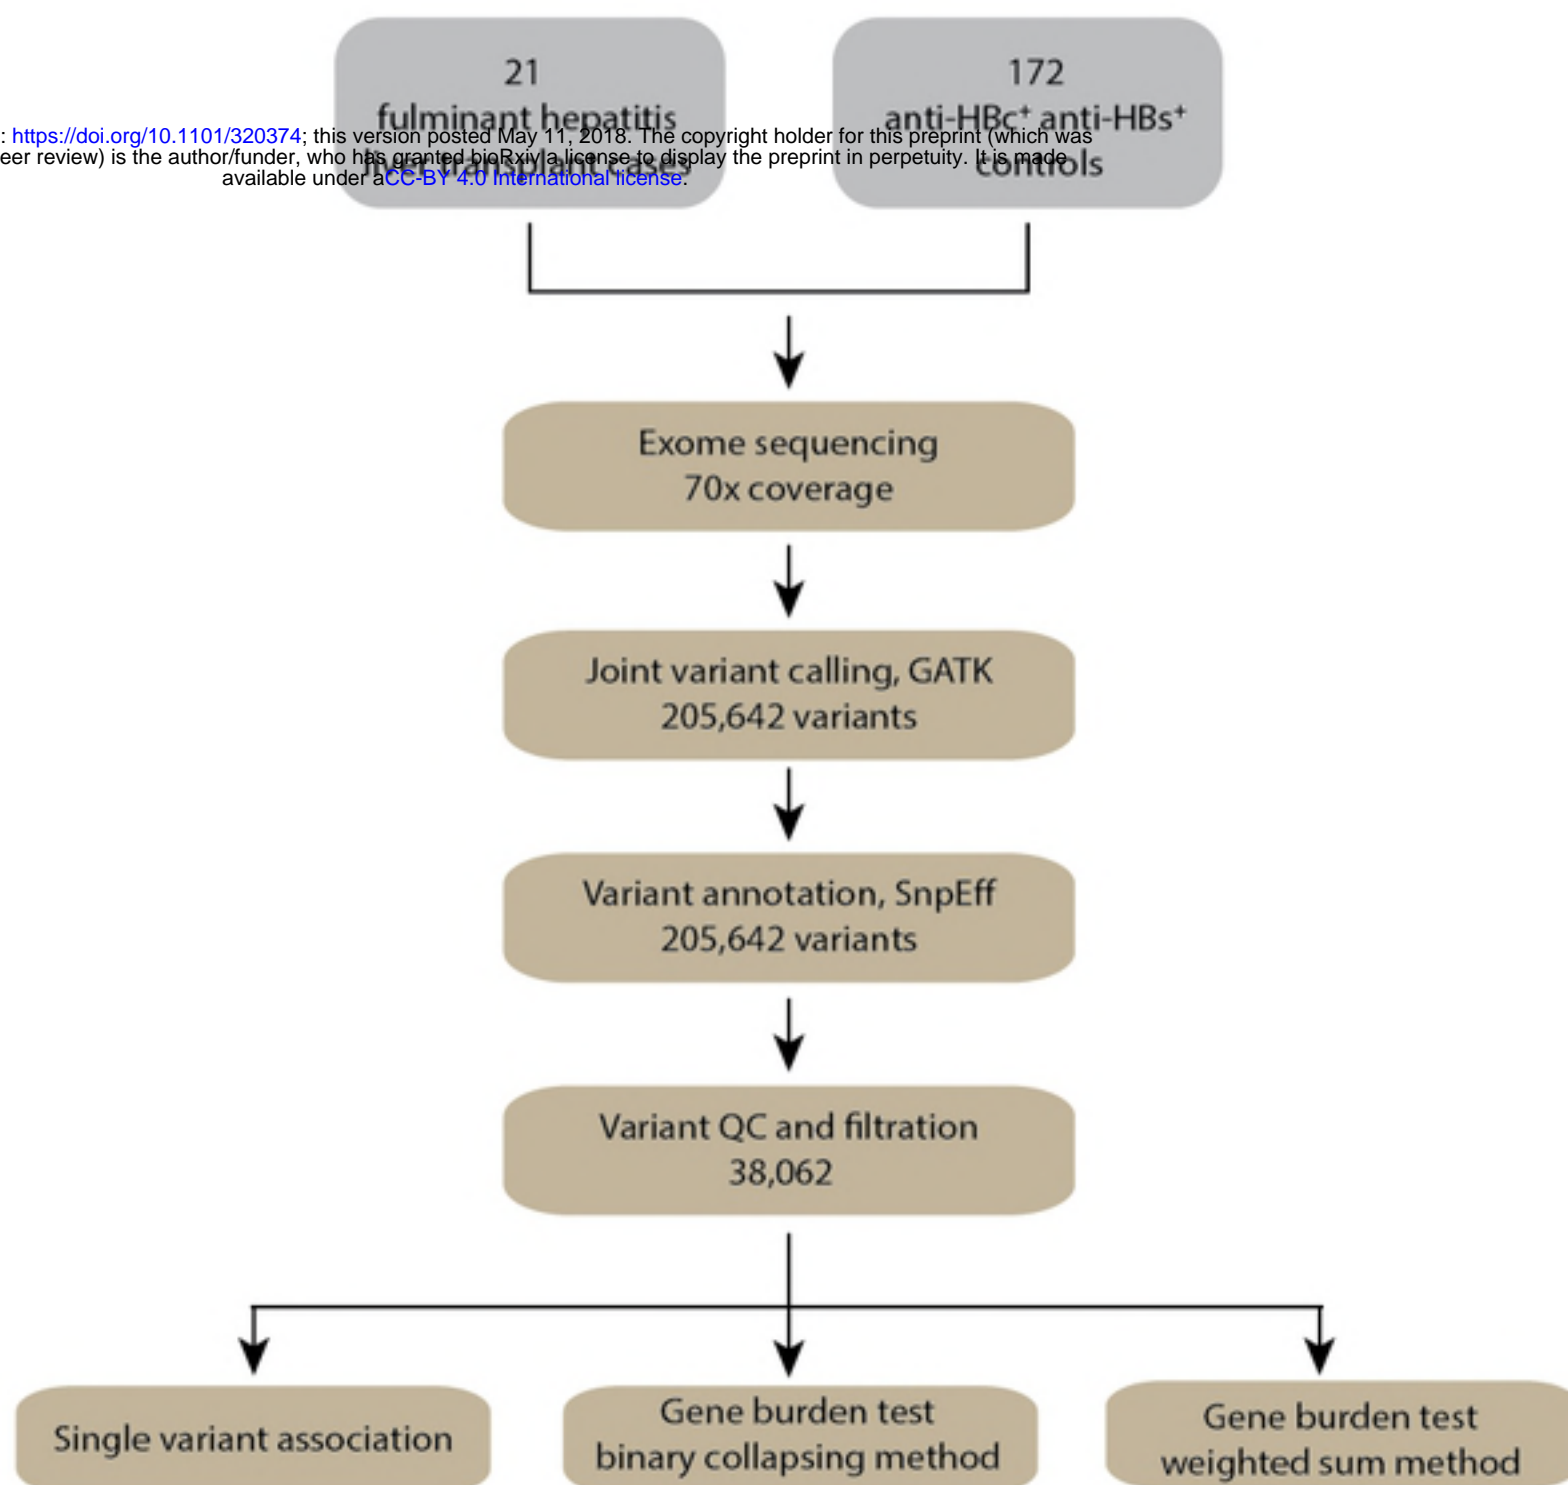 21
fulminant hepatitis
liver transplant cases
172
anti-HBc⁺ anti-HBs⁺
controls
: https://doi.org/10.1101/320374; this version posted May 11, 2018. The copyright holder for this preprint (which was
eer review) is the author/funder, who has granted bioRxiv a license to display the preprint in perpetuity. It is made
available under aCC-BY 4.0 International license.
Exome sequencing
70x coverage
Joint variant calling, GATK
205,642 variants
Variant annotation, SnpEff
205,642 variants
Variant QC and filtration
38,062
Single variant association
Gene burden test
binary collapsing method
Gene burden test
weighted sum method